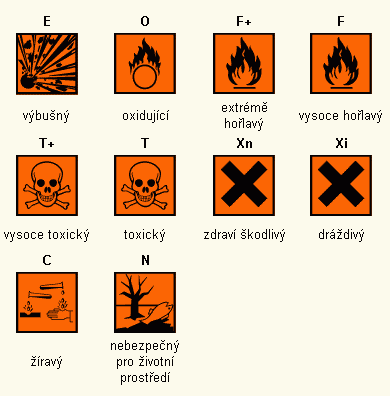 E O F+ F
výbušný oxidující extrémě hořlavý vysoce hořlavý
T+ T Xn Xi
vysoce toxický toxický zdraví škodlivý dráždivý
C N
žíravý nebezpečný
pro životní
prostředí